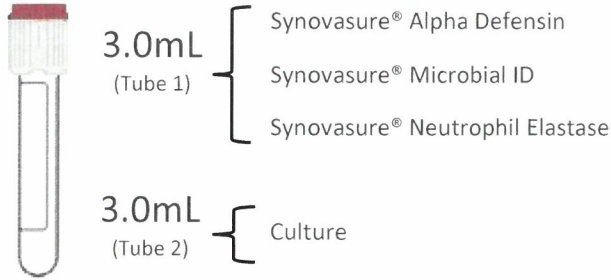 3.0mL
(Tube 1)
Synovasure® Alpha Defensin
Synovasure® Microbial ID
Synovasure® Neutrophil Elastase
3.0mL
(Tube 2)
Culture